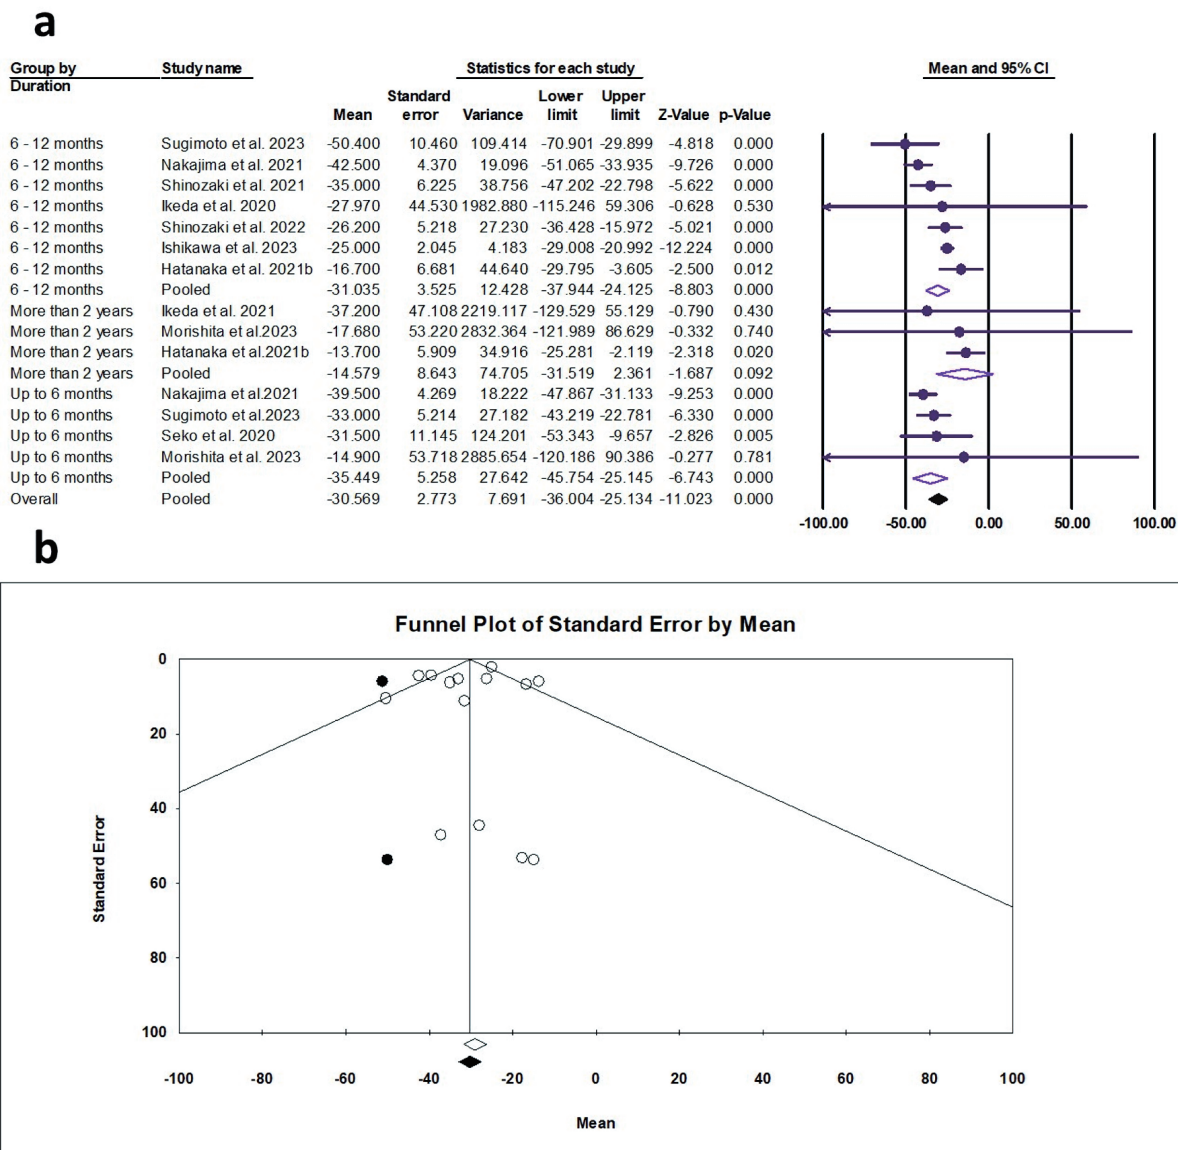 a
Group by Study name Statistics for each study Mean and 95% CI
Duration
Mean Standard error Variance Lower limit Upper limit Z-Value p-Value
6 - 12 months Sugimoto et al. 2023 -50.400 10.460 109.414 -70.901 -29.899 -4.818 0.000
6 - 12 months Nakajima et al. 2021 -42.500 4.370 19.096 -51.065 -33.935 -9.726 0.000
6 - 12 months Shinozaki et al. 2021 -35.000 6.225 38.756 -47.202 -22.798 -5.622 0.000
6 - 12 months Ikeda et al. 2020 -27.970 44.530 1982.880 -115.246 59.306 -0.628 0.530
6 - 12 months Shinozaki et al. 2022 -26.200 5.218 27.230 -36.428 -15.972 -5.021 0.000
6 - 12 months Ishikawa et al. 2023 -25.000 2.045 4.183 -29.008 -20.992 -12.224 0.000
6 - 12 months Hatanaka et al. 2021b -16.700 6.681 44.640 -29.795 -3.605 -2.500 0.012
6 - 12 months Pooled -31.035 3.525 12.428 -37.944 -24.125 -8.803 0.000
More than 2 years Ikeda et al. 2021 -37.200 47.108 2219.117 -129.529 55.129 -0.790 0.430
More than 2 years Morishita et al.2023 -17.680 53.220 2832.364 -121.989 86.629 -0.332 0.740
More than 2 years Hatanaka et al.2021b -13.700 5.909 34.916 -25.281 -2.119 -2.318 0.020
More than 2 years Pooled -14.579 8.643 74.705 -31.519 2.361 -1.687 0.092
Up to 6 months Nakajima et al.2021 -39.500 4.269 18.222 -47.867 -31.133 -9.253 0.000
Up to 6 months Sugimoto et al.2023 -33.000 5.214 27.182 -43.219 -22.781 -6.330 0.000
Up to 6 months Seko et al. 2020 -31.500 11.145 124.201 -53.343 -9.657 -2.826 0.005
Up to 6 months Morishita et al. 2023 -14.900 53.718 2885.654 -120.186 90.386 -0.277 0.781
Up to 6 months Pooled -35.449 5.258 27.642 -45.754 -25.145 -6.743 0.000
Overall Pooled -30.569 2.773 7.691 -36.004 -25.134 -11.023 0.000
-100.00 -50.00 0.00 50.00 100.00
b
Funnel Plot of Standard Error by Mean
0
20
40
60
80
100
Standard Error
-100 -80 -60 -40 -20 0 20 40 60 80 100
Mean